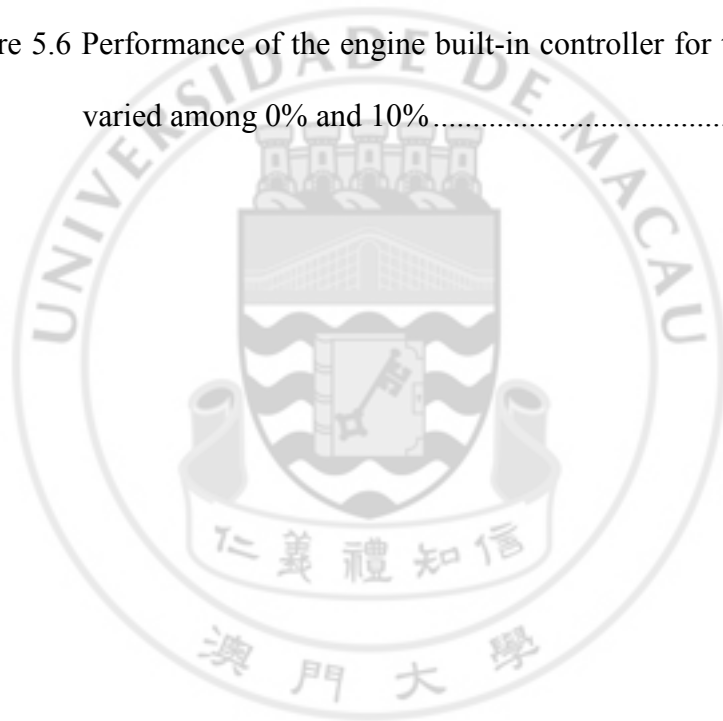 re 5.6 Performance of the engine built-in controller for
varied among 0% and 10%
UNIVERSIDADE DE MACAU
仁義禮知信
澳門大學